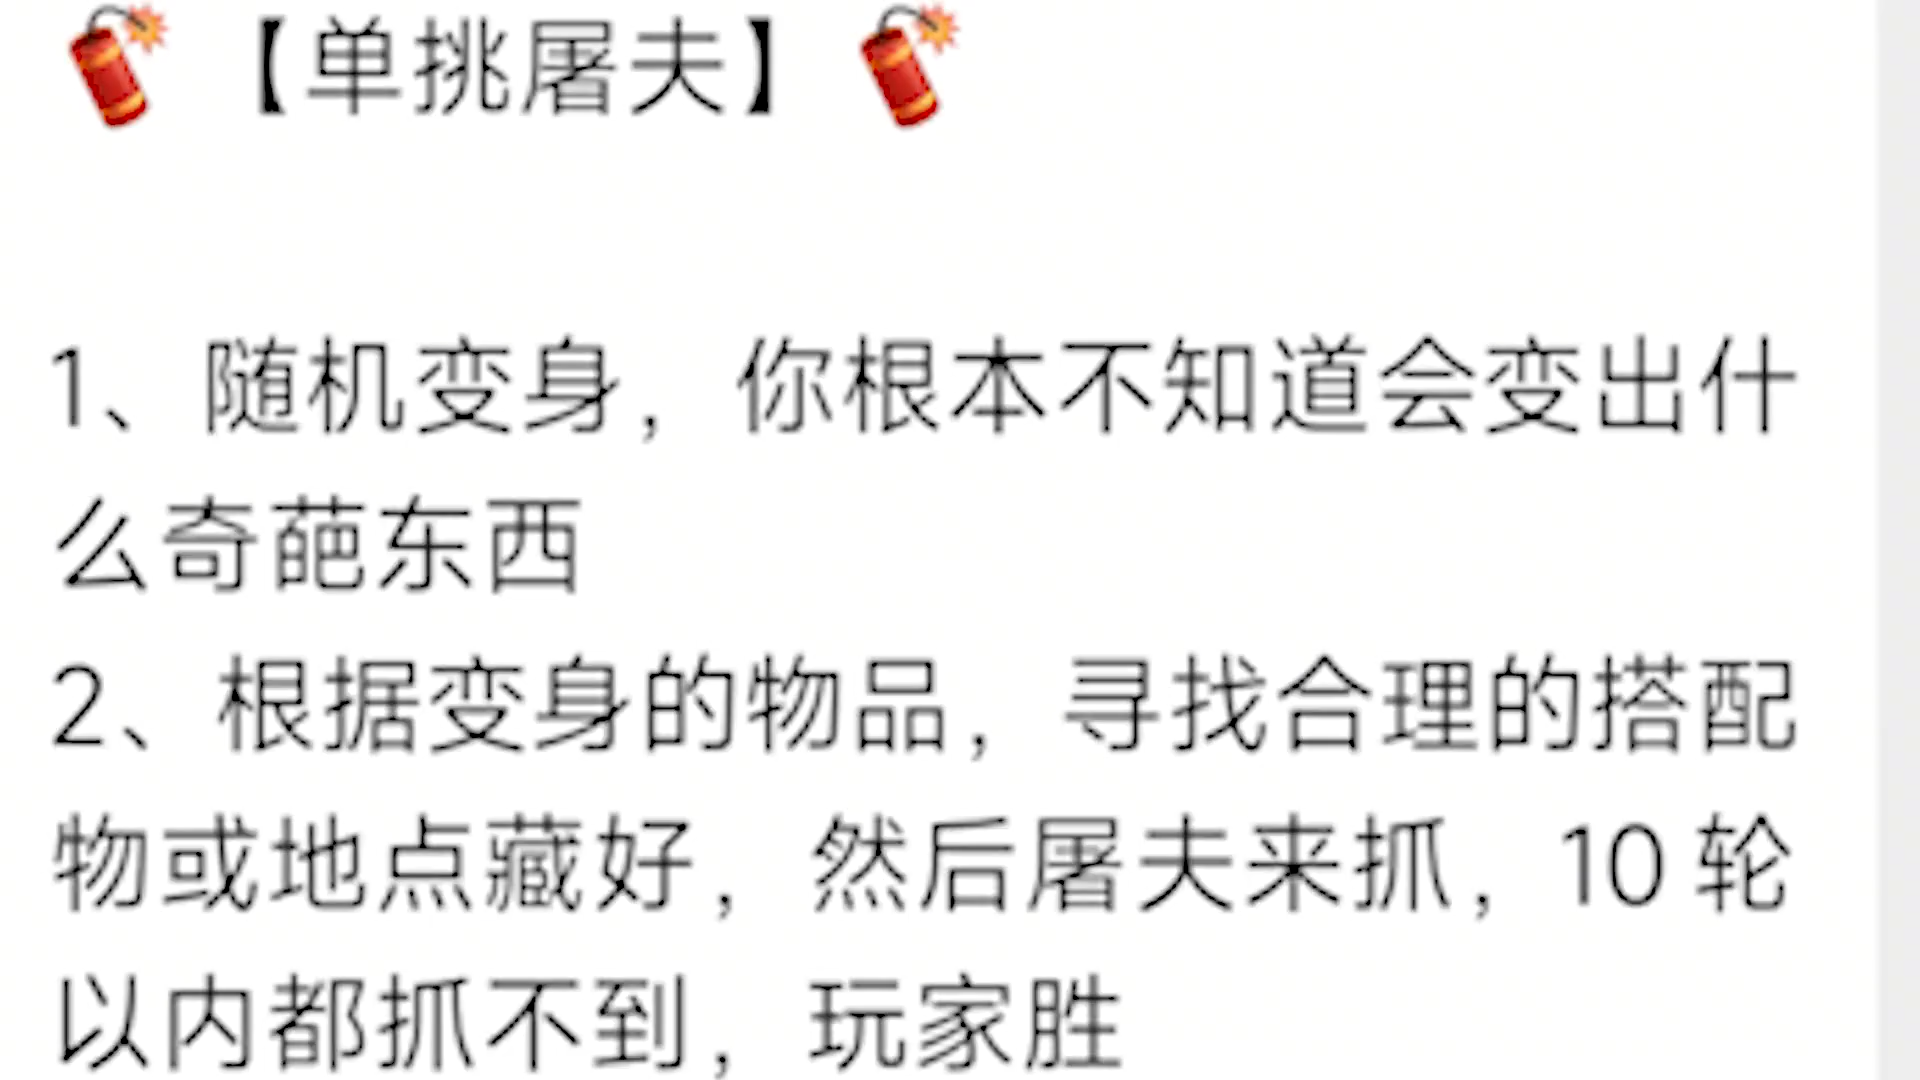 🧨【单挑屠夫】🧨
1、随机变身，你根本不知道会变出什
么奇葩东西
2、根据变身的物品，寻找合理的搭配
物或地点藏好，然后屠夫来抓，10 轮
以内都抓不到，玩家胜